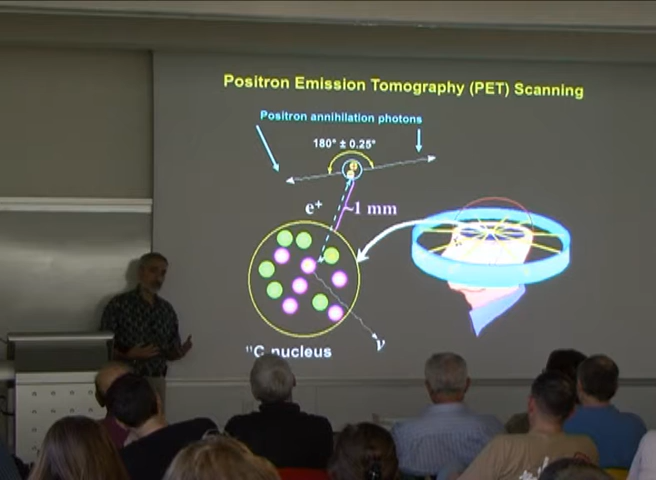 Positron Emission Tomography (PET) Scanning
Positron annihilation photons
180° ± 0.25°
e⁺
~1 mm
¹¹C nucleus
ν